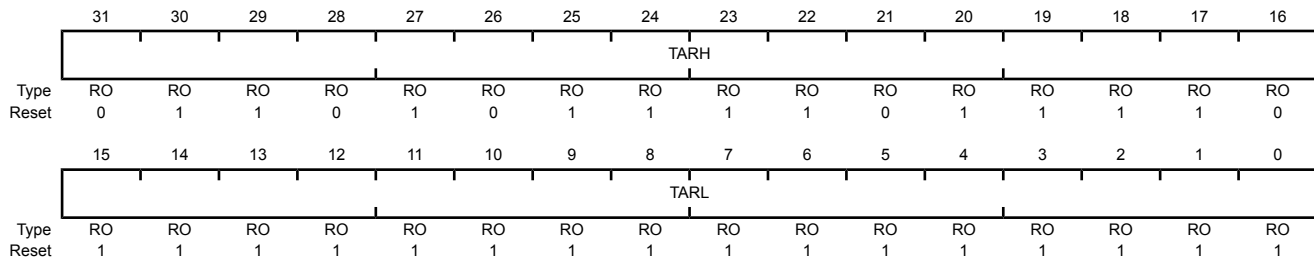 31 30 29 28 27 26 25 24 23 22 21 20 19 18 17 16
TARH
Type RO RO RO RO RO RO RO RO RO RO RO RO RO RO RO RO
Reset 0 1 1 0 1 0 1 1 1 1 0 1 1 1 1 0
15 14 13 12 11 10 9 8 7 6 5 4 3 2 1 0
TARL
Type RO RO RO RO RO RO RO RO RO RO RO RO RO RO RO RO
Reset 1 1 1 1 1 1 1 1 1 1 1 1 1 1 1 1